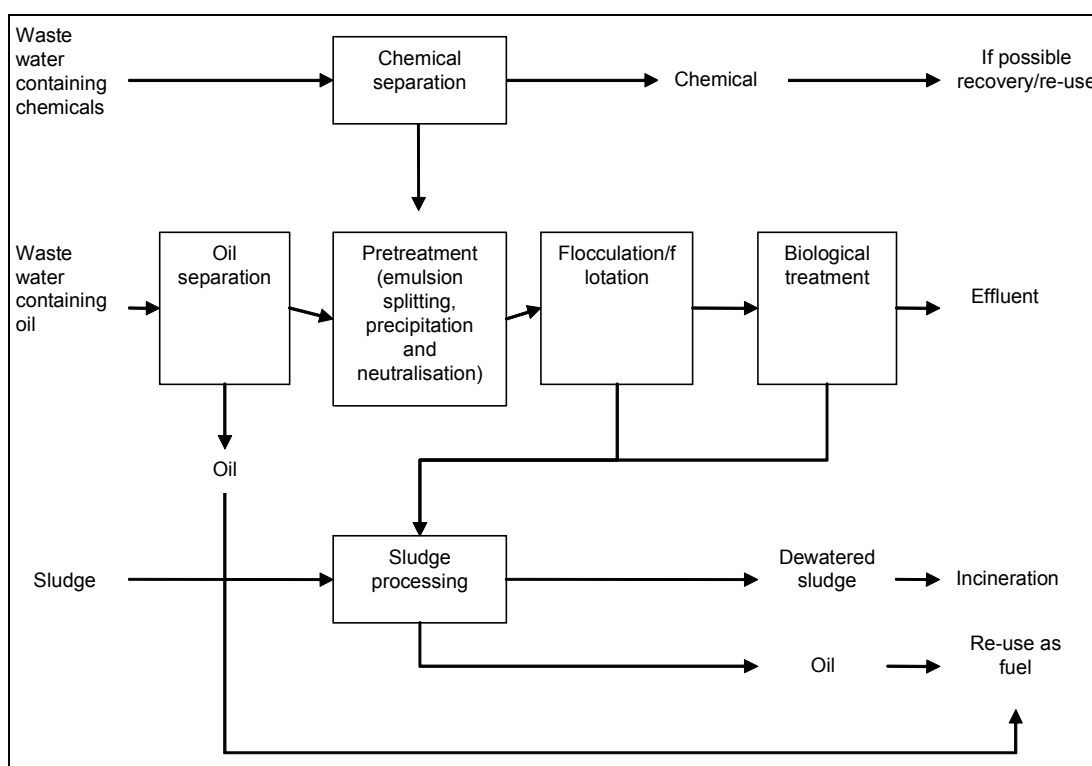 Waste
water
containing
chemicals
Chemical
separation
Chemical
If possible
recovery/re-use
Waste
water
containing
oil
Oil
separation
Pretreatment
(emulsion
splitting,
precipitation
and
neutralisation)
Flocculation/f
lotation
Biological
treatment
Effluent
Oil
Sludge
Sludge
processing
Dewatered
sludge
Incineration
Oil
Re-use as
fuel